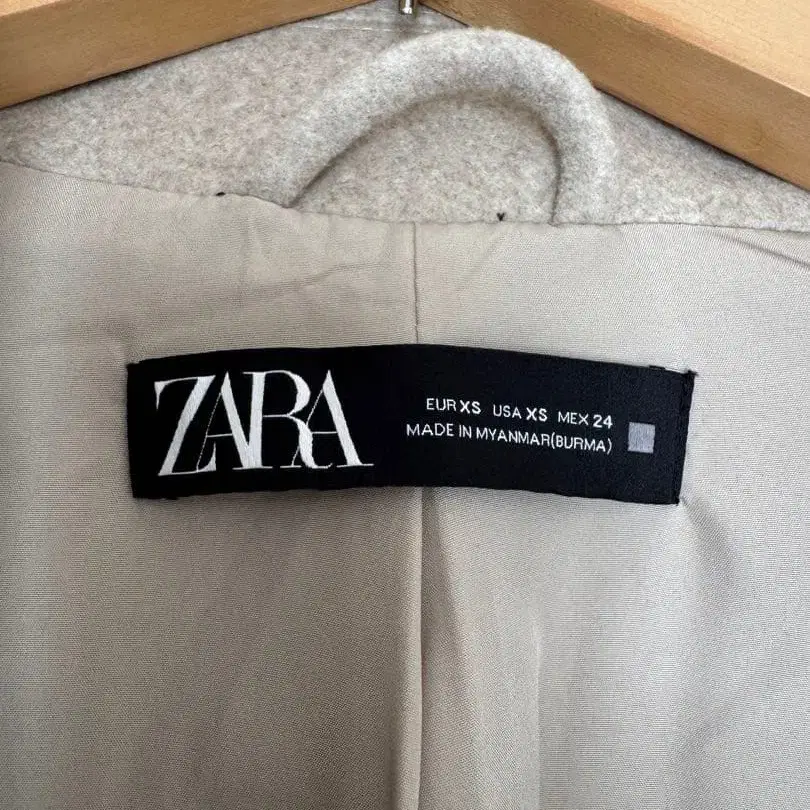 ZARA
EUR XS USA XS MEX 24
MADE IN MYANMAR(BURMA)